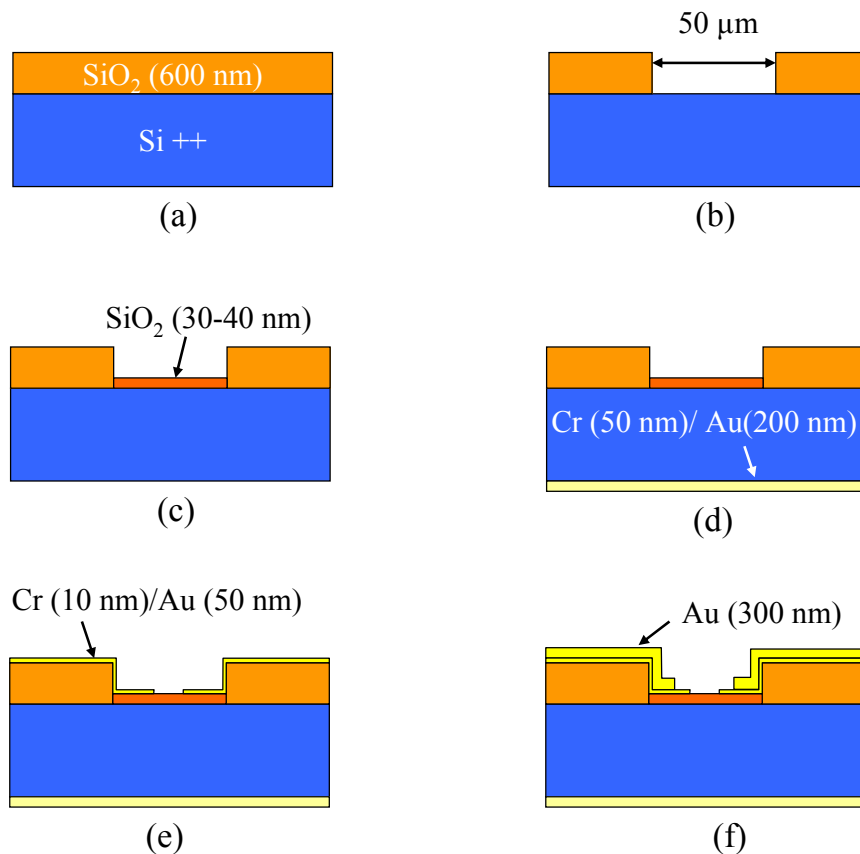 50 µm
SiO₂ (600 nm)
Si ++
(a)
(b)
SiO₂ (30-40 nm)
Cr (50 nm)/ Au(200 nm)
(c)
(d)
Cr (10 nm)/Au (50 nm)
Au (300 nm)
(e)
(f)